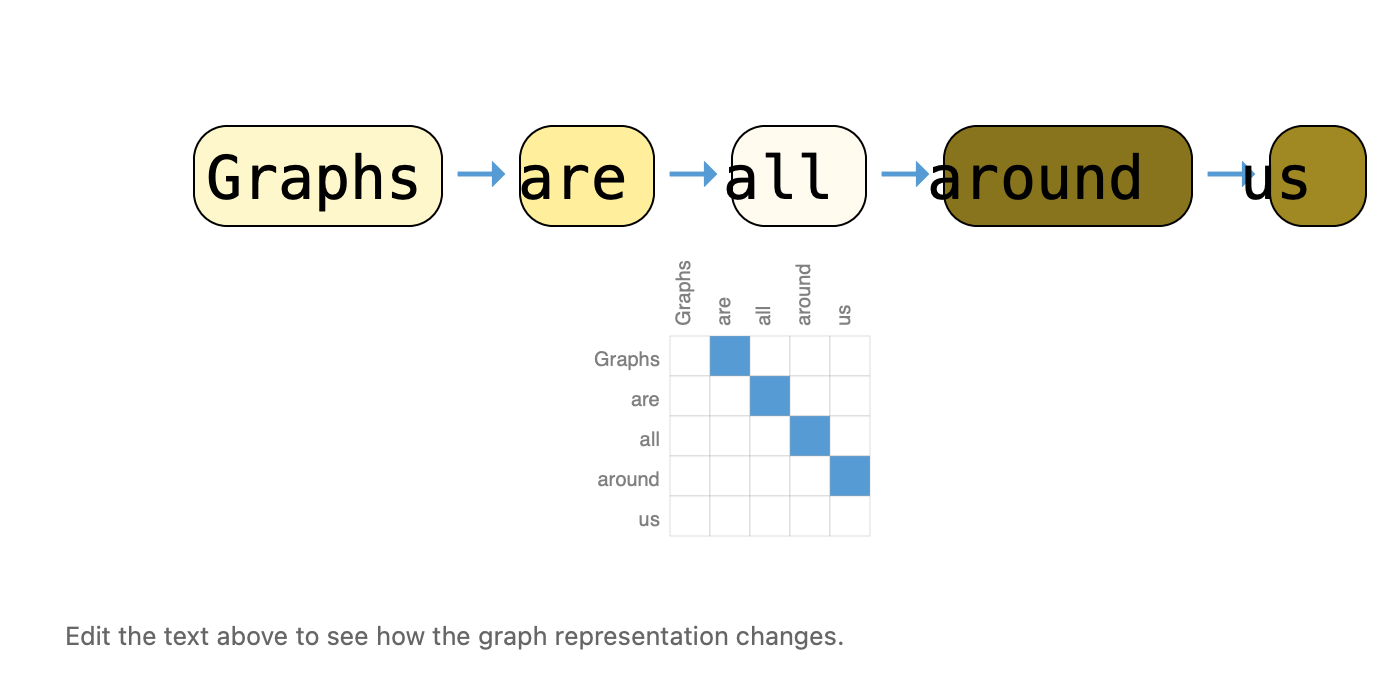 Graphs are all around us
Graphs are all around us
Graphs
are
all
around
us
Edit the text above to see how the graph representation changes.